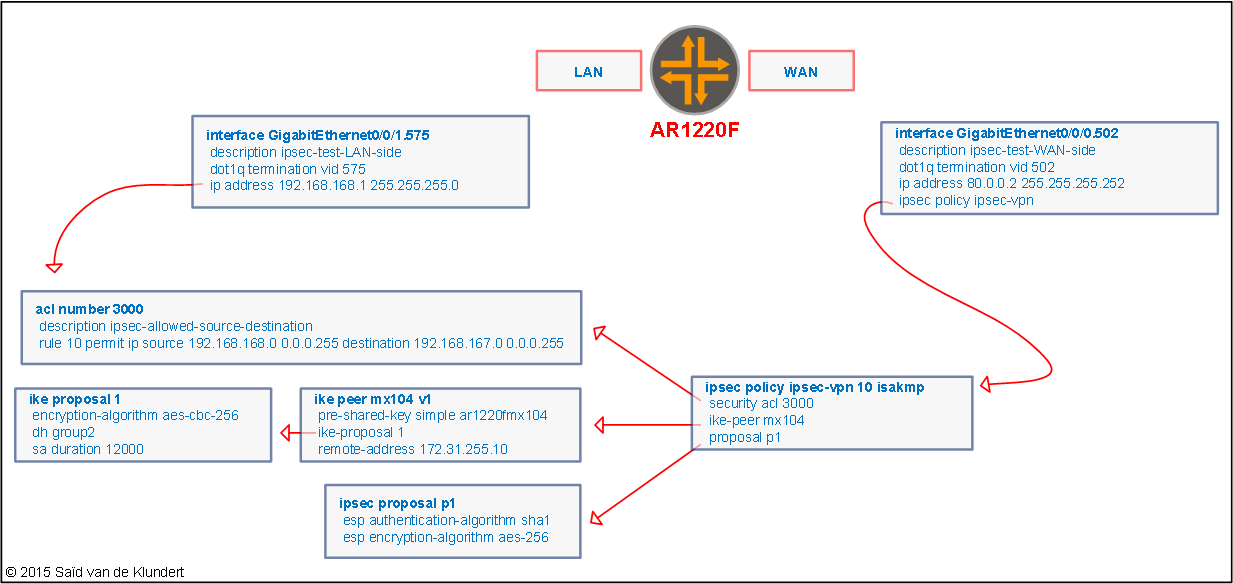 LAN
WAN
AR1220F
interface GigabitEthernet0/0/1.575
description ipsec-test-LAN-side
dot1q termination vid 575
ip address 192.168.168.1 255.255.255.0
interface GigabitEthernet0/0/0.502
description ipsec-test-WAN-side
dot1q termination vid 502
ip address 80.0.0.2 255.255.255.252
ipsec policy ipsec-vpn
acl number 3000
description ipsec-allowed-source-destination
rule 10 permit ip source 192.168.168.0 0.0.0.255 destination 192.168.167.0 0.0.0.255
ike proposal 1
encryption-algorithm aes-cbc-256
dh group2
sa duration 12000
ike peer mx104 v1
pre-shared-key simple ar1220fmx104
ike-proposal 1
remote-address 172.31.255.10
ipsec policy ipsec-vpn 10 isakmp
security acl 3000
ike-peer mx104
proposal p1
ipsec proposal p1
esp authentication-algorithm sha1
esp encryption-algorithm aes-256
© 2015 Saïd van de Klundert